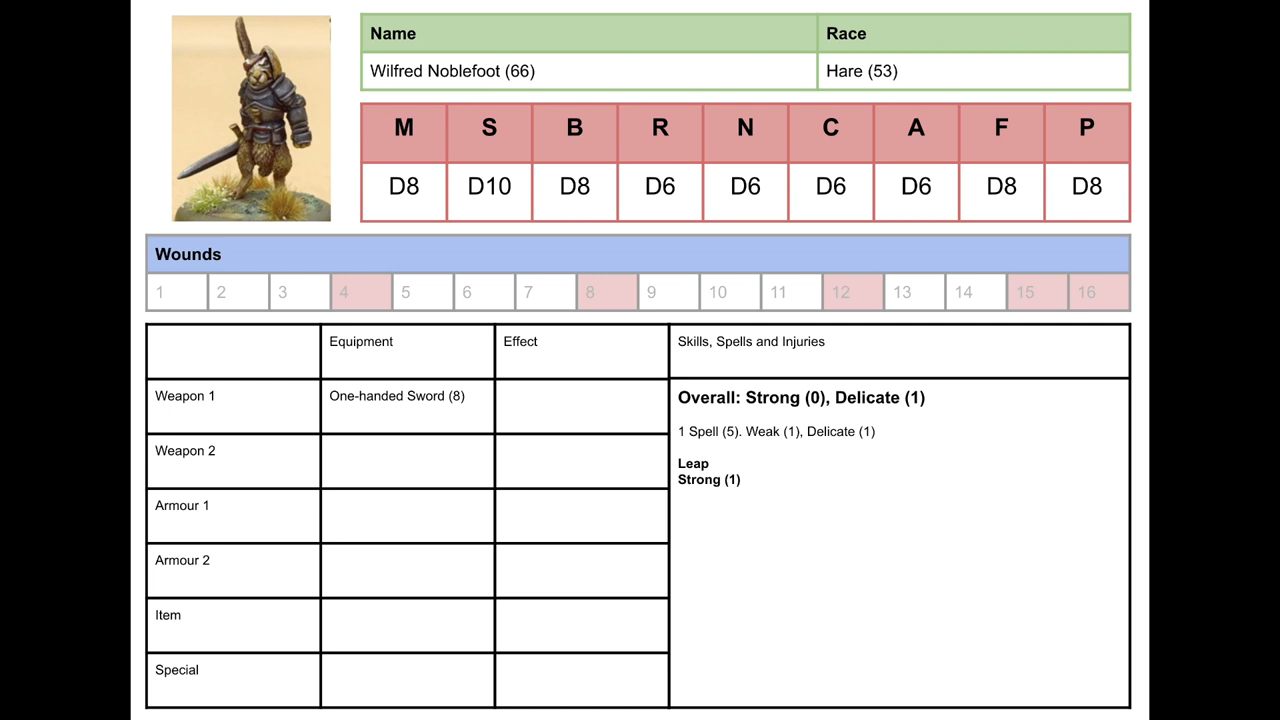 Name Race
Wilfred Noblefoot (66) Hare (53)
M S B R N C A F P
D8 D10 D8 D6 D6 D6 D6 D8 D8
Wounds
1 2 3 4 5 6 7 8 9 10 11 12 13 14 15 16
Equipment Effect Skills, Spells and Injuries
Weapon 1 One-handed Sword (8)
Overall: Strong (0), Delicate (1)
1 Spell (5). Weak (1), Delicate (1)
Weapon 2
Leap
Strong (1)
Armour 1
Armour 2
Item
Special